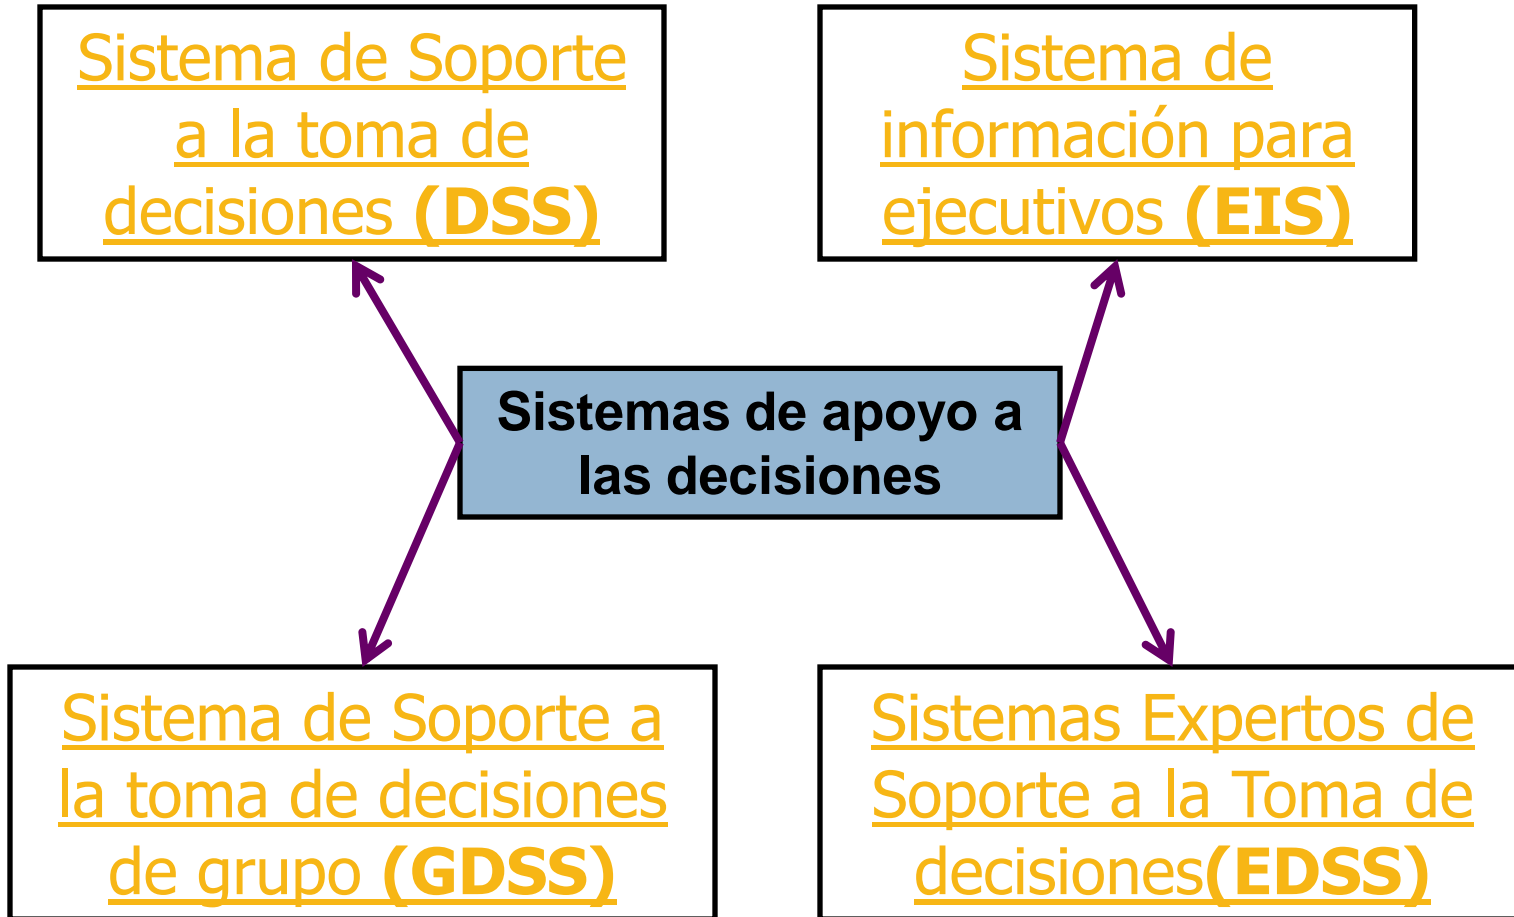 Sistema de Soporte
a la toma de
decisiones (DSS)
Sistema de
información para
ejecutivos (EIS)
Sistemas de apoyo a
las decisiones
Sistema de Soporte a
la toma de decisiones
de grupo (GDSS)
Sistemas Expertos de
Soporte a la Toma de
decisiones(EDSS)